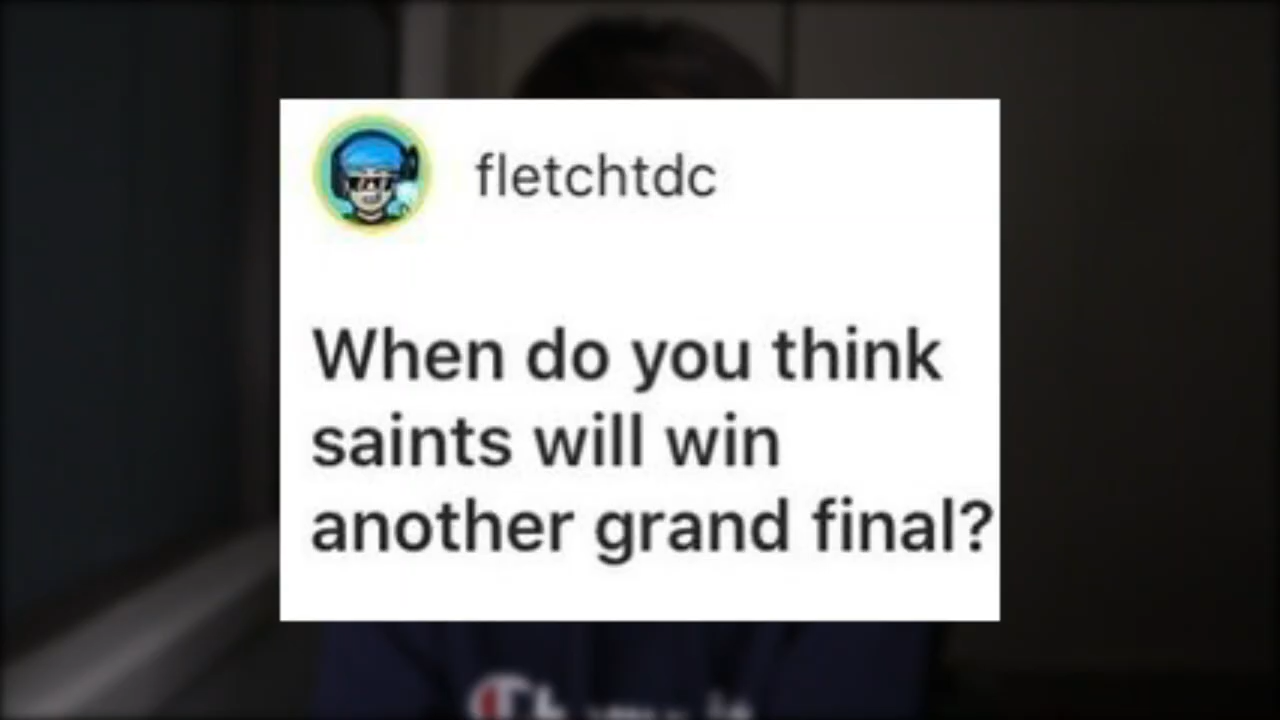 fletchtdc
When do you think
saints will win
another grand final?